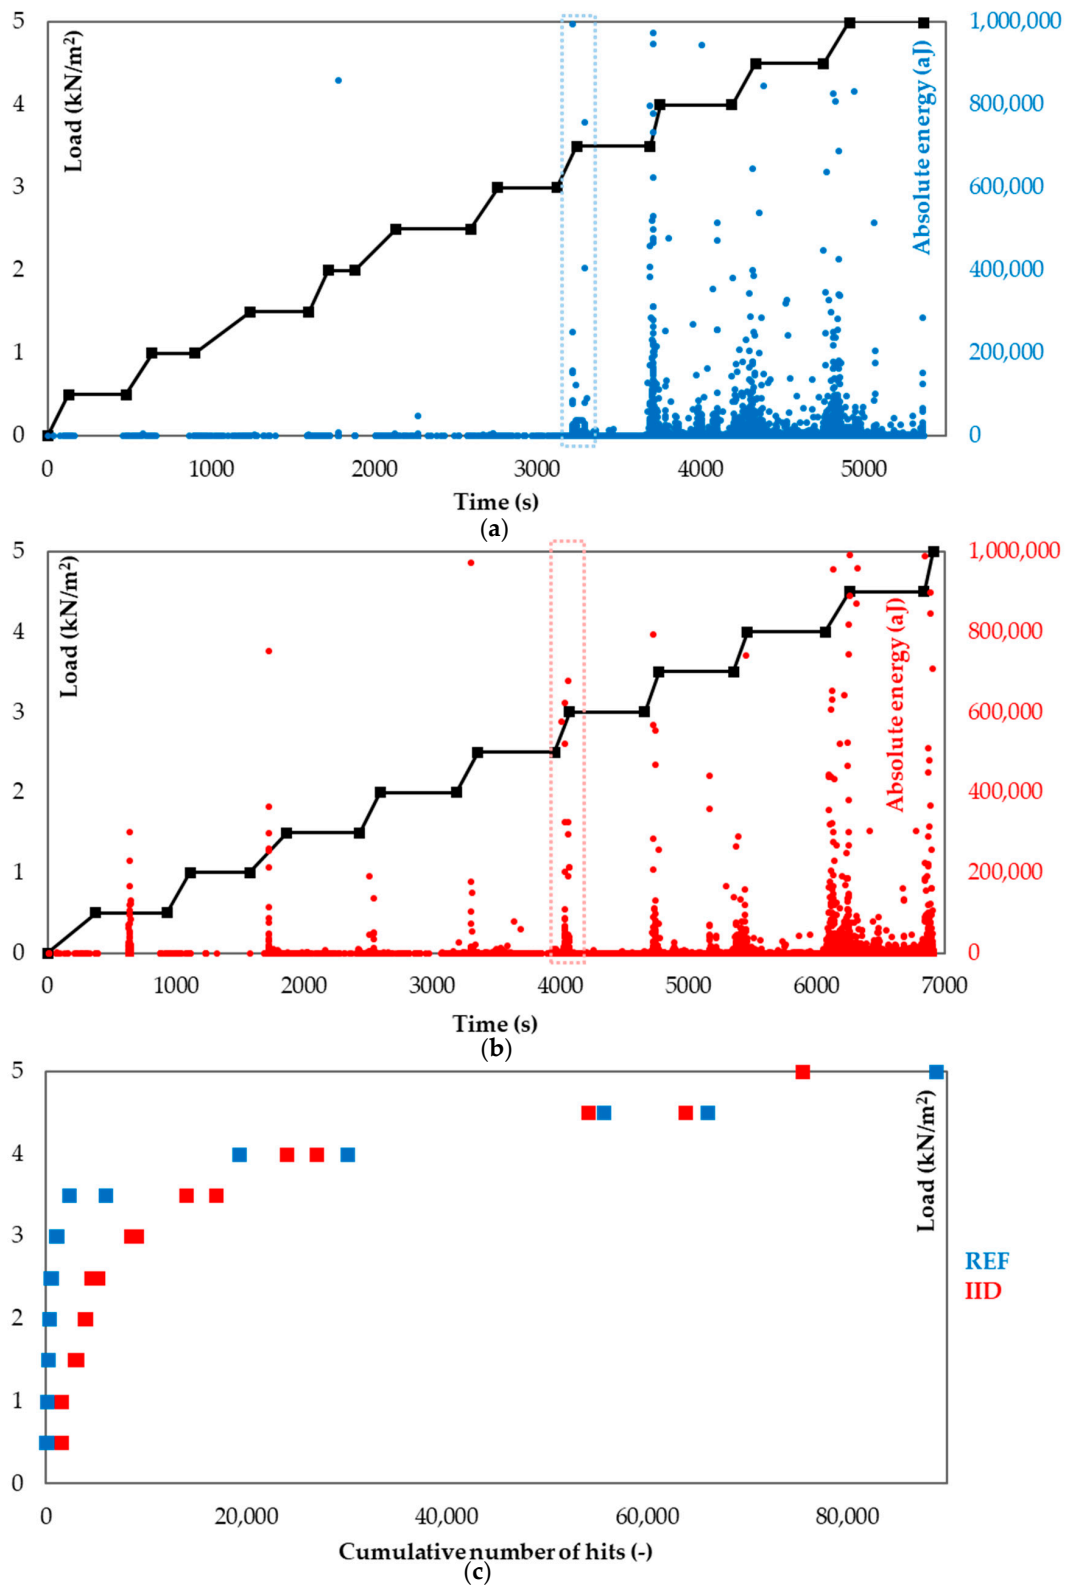 5
4
3
2
1
0
Load (kN/m²)
1,000,000
800,000
600,000
400,000
200,000
0
Absolute energy (aJ)
0 1000 2000 3000 4000 5000
Time (s)
(a)
5
4
3
2
1
0
Load (kN/m²)
1,000,000
800,000
600,000
400,000
200,000
0
Absolute energy (aJ)
0 1000 2000 3000 4000 5000 6000 7000
Time (s)
(b)
5
4
3
2
1
0
Load (kN/m²)
REF
IID
0 20,000 40,000 60,000 80,000
Cumulative number of hits (-)
(c)